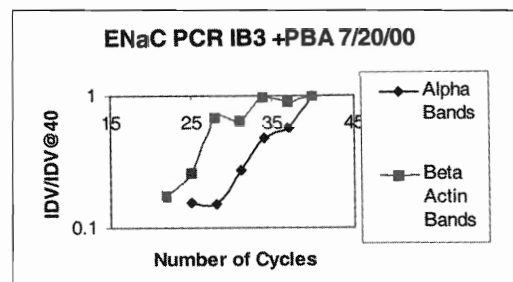 ENaC PCR IB3 +PBA 7/20/00
IDV/IDV@40
1
0.1
15
25
35
45
Number of Cycles
Alpha
Bands
Beta
Actin
Bands